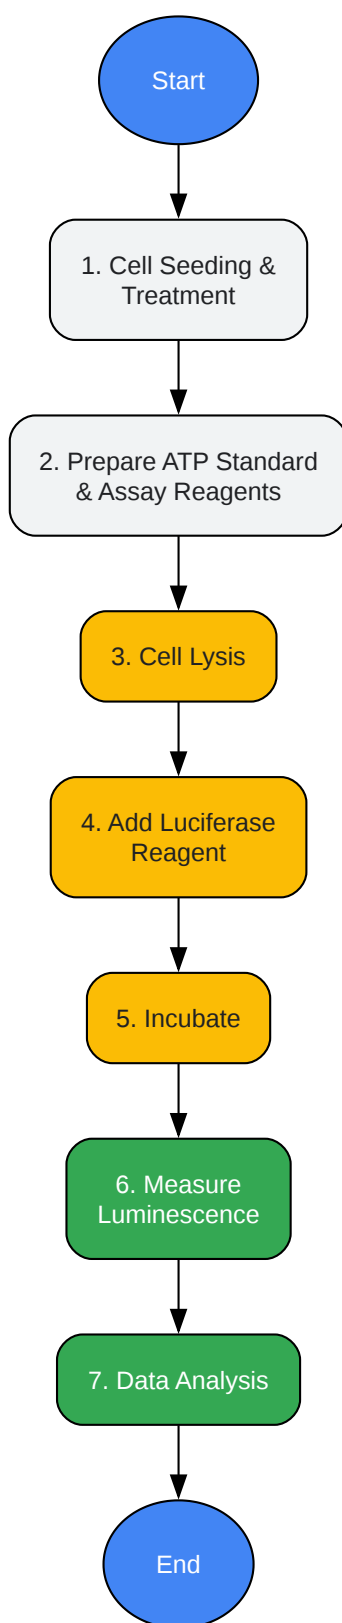 Start
1. Cell Seeding &
Treatment
2. Prepare ATP Standard
& Assay Reagents
3. Cell Lysis
4. Add Luciferase
Reagent
5. Incubate
6. Measure
Luminescence
7. Data Analysis
End